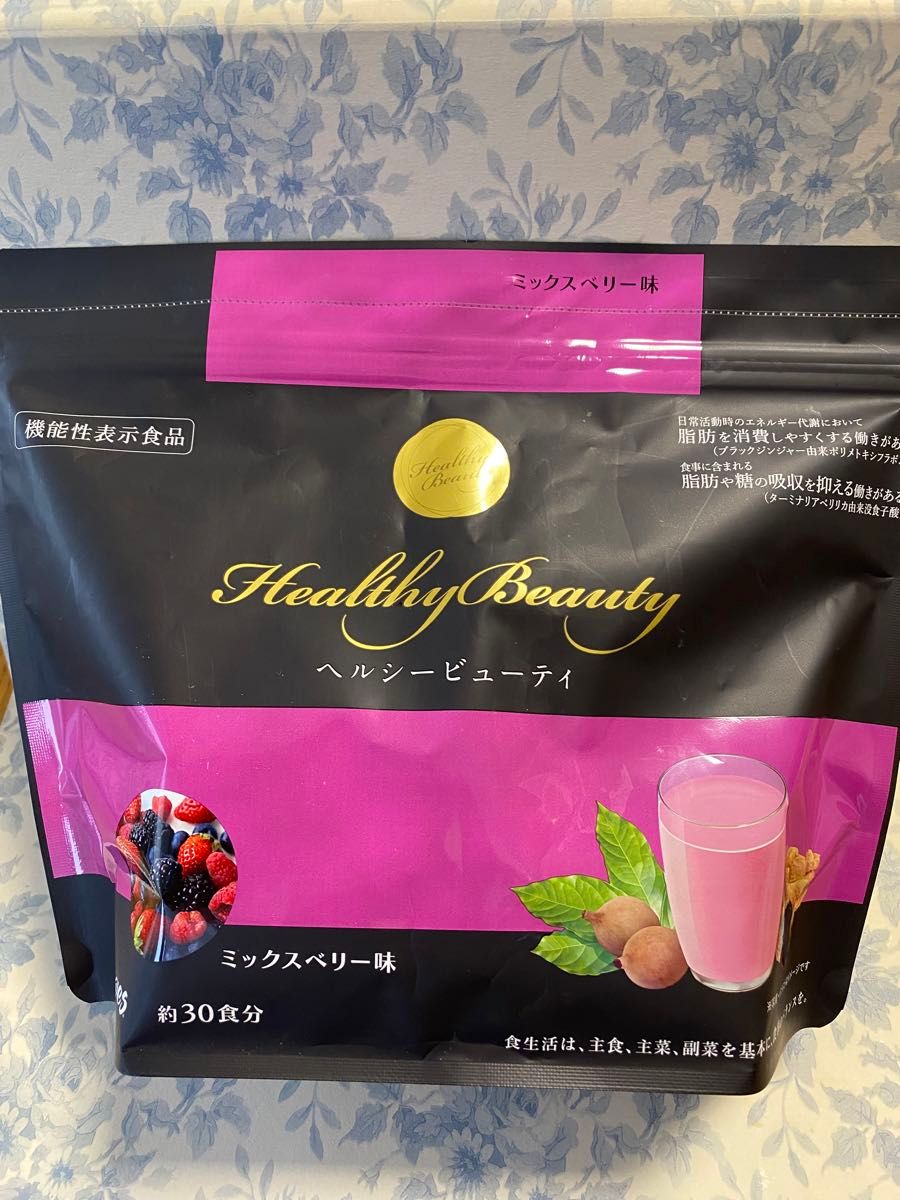 ミックスベリー味
機能性表示食品
日常活動時のエネルギー代謝において
脂肪を消費しやすくする働きがあ
(ブラックジンジャー由来ポリメトキシフラボ
食事に含まれる
脂肪や糖の吸収を抑える働きがある
(ターミナリアベリリカ由来没食子酸
Healthy
Beauty
Healthy Beauty
ヘルシービューティ
ミックスベリー味
約30食分
食生活は、主食、主菜、副菜を基本に、